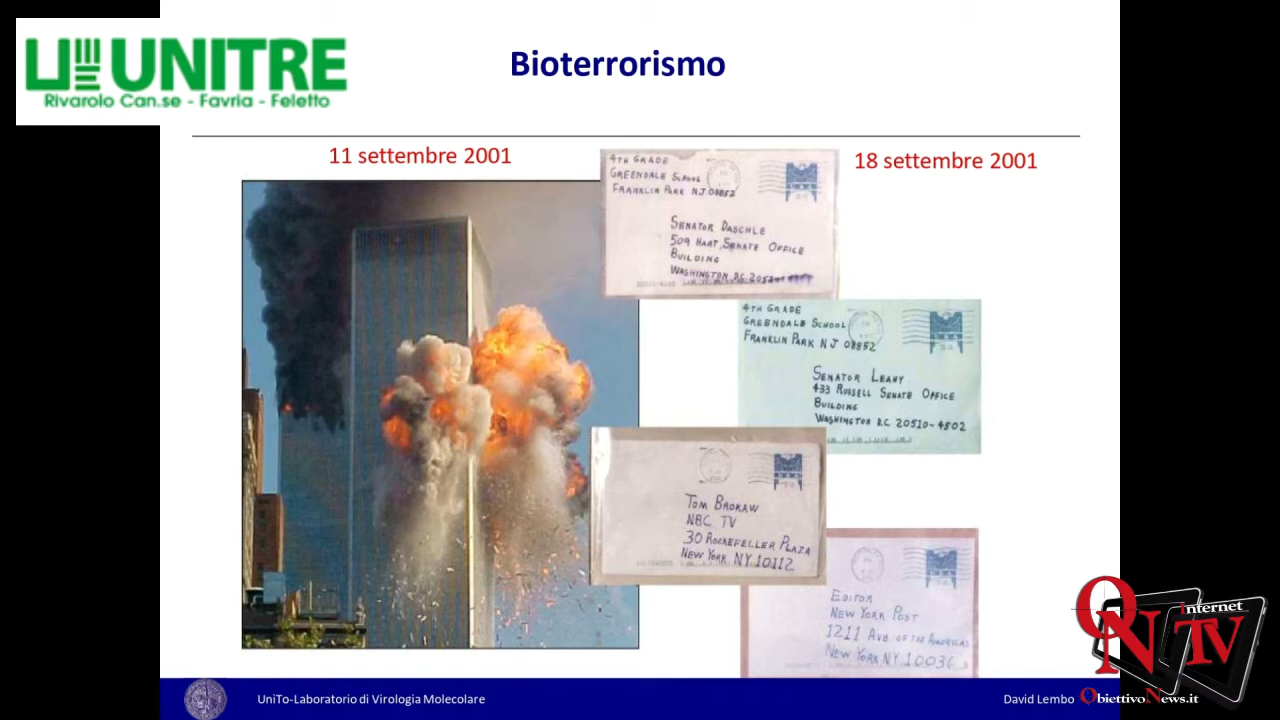 UNITRE
Rivarolo Can.se - Favria - Feletto
Bioterrorismo
11 settembre 2001
18 settembre 2001
4TH GRADE
GREENDALE SCHOOL
FRANKLIN PARK NJ 08852
SENATOR DASCHLE
509 HART SENATE OFFICE
BUILDING
WASHINGTON D.C. 205
4TH GRADE
GREENDALE SCHOOL
FRANKLIN PARK NJ 08852
SENATOR LEAHY
433 RUSSELL SENATE OFFICE
BUILDING
WASHINGTON D.C. 20510-4502
TOM BROKAW
NBC TV
30 ROCKEFELLER PLAZA
NEW YORK NY 10112
EDITOR
NEW YORK POST
1211 AVE. OF THE AMERICAS
NEW YORK NY 10036
UniTo-Laboratorio di Virologia Molecolare
David Lembo
ON internet TV
ObiettivoNews.it